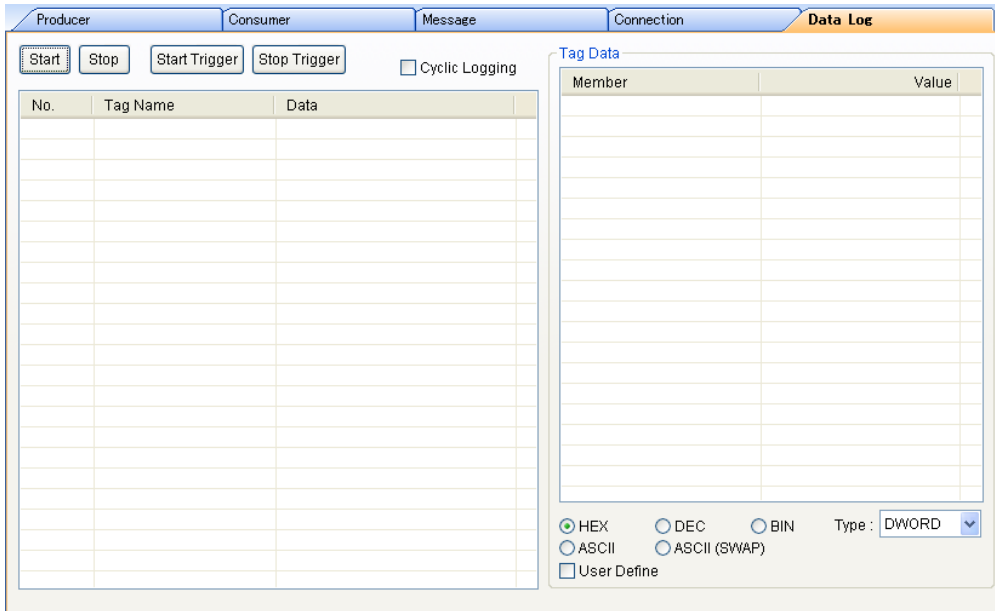 Producer Consumer Message Connection Data Log
Start Stop Start Trigger Stop Trigger Cyclic Logging
No. Tag Name Data
Tag Data
Member Value
HEX DEC BIN Type : DWORD
ASCII ASCII (SWAP)
User Define